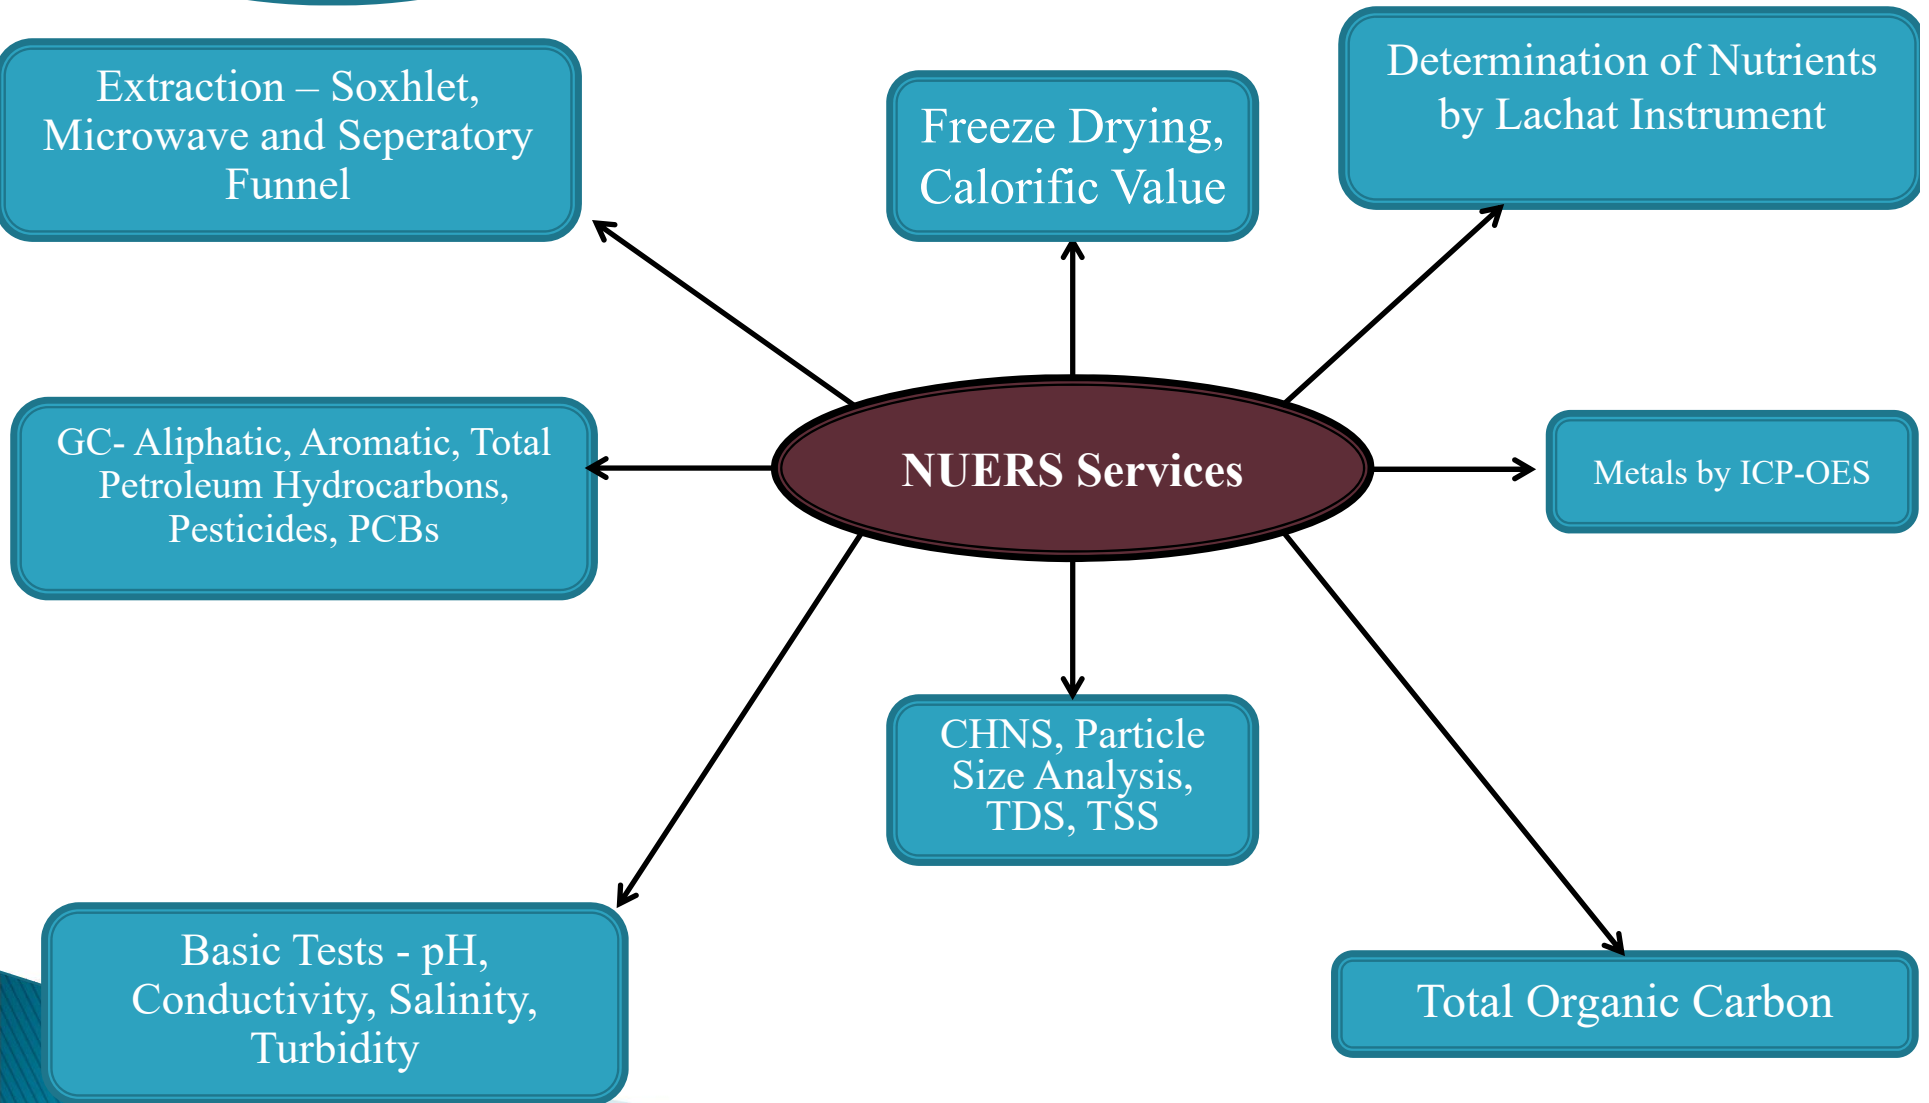 Extraction – Soxhlet,
Microwave and Seperatory
Funnel
Freeze Drying,
Calorific Value
Determination of Nutrients
by Lachat Instrument
GC- Aliphatic, Aromatic, Total
Petroleum Hydrocarbons,
Pesticides, PCBs
NUERS Services
Metals by ICP-OES
CHNS, Particle
Size Analysis,
TDS, TSS
Basic Tests - pH,
Conductivity, Salinity,
Turbidity
Total Organic Carbon